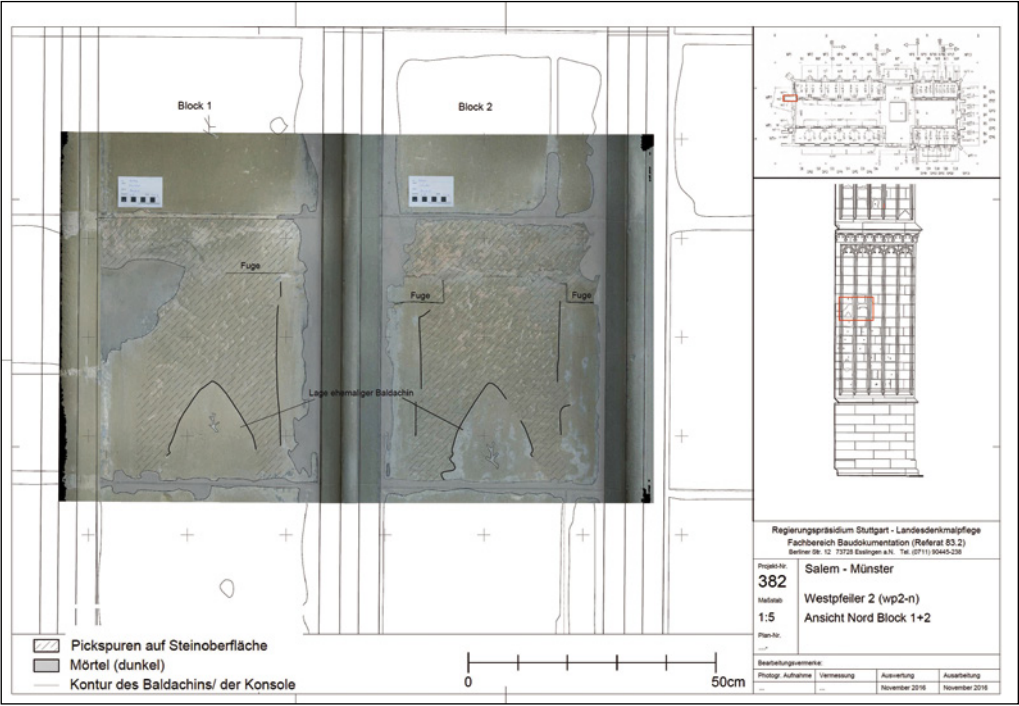 Block 1
Block 2
Fuge
Fuge
Fuge
Lage ehemaliger Baldachin
Pickspuren auf Steinoberfläche
Mörtel (dunkel)
Kontur des Baldachins/ der Konsole
0
50cm
Regierungspräsidium Stuttgart - Landesdenkmalpflege
Fachbereich Baudokumentation (Referat 83.2)
Berliner Str. 12 73728 Esslingen a.N. Tel. (0711) 90445-238
Projekt-Nr.
382
Salem - Münster
Maßstab
1:5
Westpfeiler 2 (wp2-n)
Ansicht Nord Block 1+2
Plan-Nr.
Bearbeitungsvermerke:
Photogr. Aufnahme Vermessung Auswertung Ausarbeitung
November 2016 November 2016